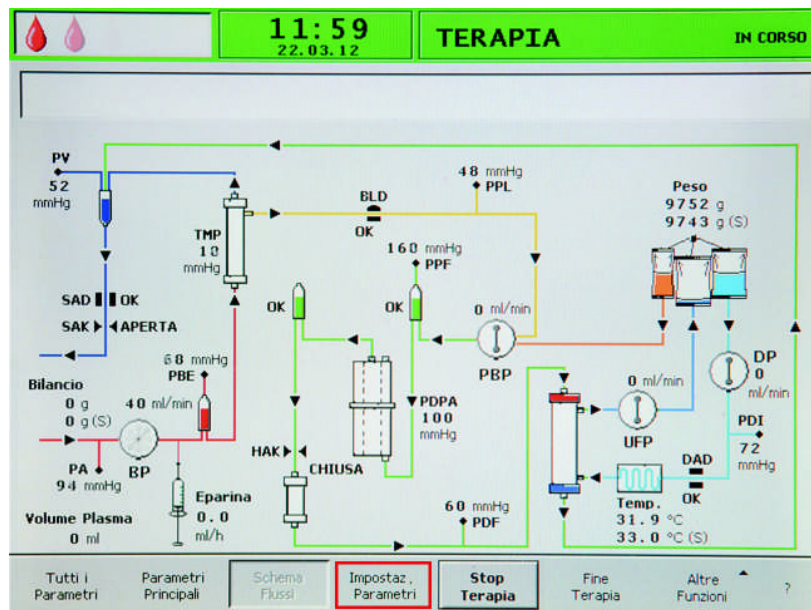 11:59
22.03.12
TERAPIA
IN CORSO
PV
52
mmHg
TMP
10
mmHg
BLD
OK
48 mmHg
PPL
Peso
9752 g
9743 g (S)
160 mmHg
PPF
SAD OK
SAK APERTA
OK
OK
0 ml/min
PBP
DP
0
ml/min
68 mmHg
PBE
Bilancio
0 g
0 g (S)
40 ml/min
BP
PA
94 mmHg
PDPA
100
mmHg
0 ml/min
UFP
PDI
72
mmHg
HAK
CHIUSA
DAD
OK
Eparina
0.0
ml/h
Volume Plasma
0 ml
60 mmHg
PDF
Temp.
31.9 °C
33.0 °C (S)
Tutti i
Parametri
Parametri
Principali
Schema
Flussi
Impostaz.
Parametri
Stop
Terapia
Fine
Terapia
Altre
Funzioni
?